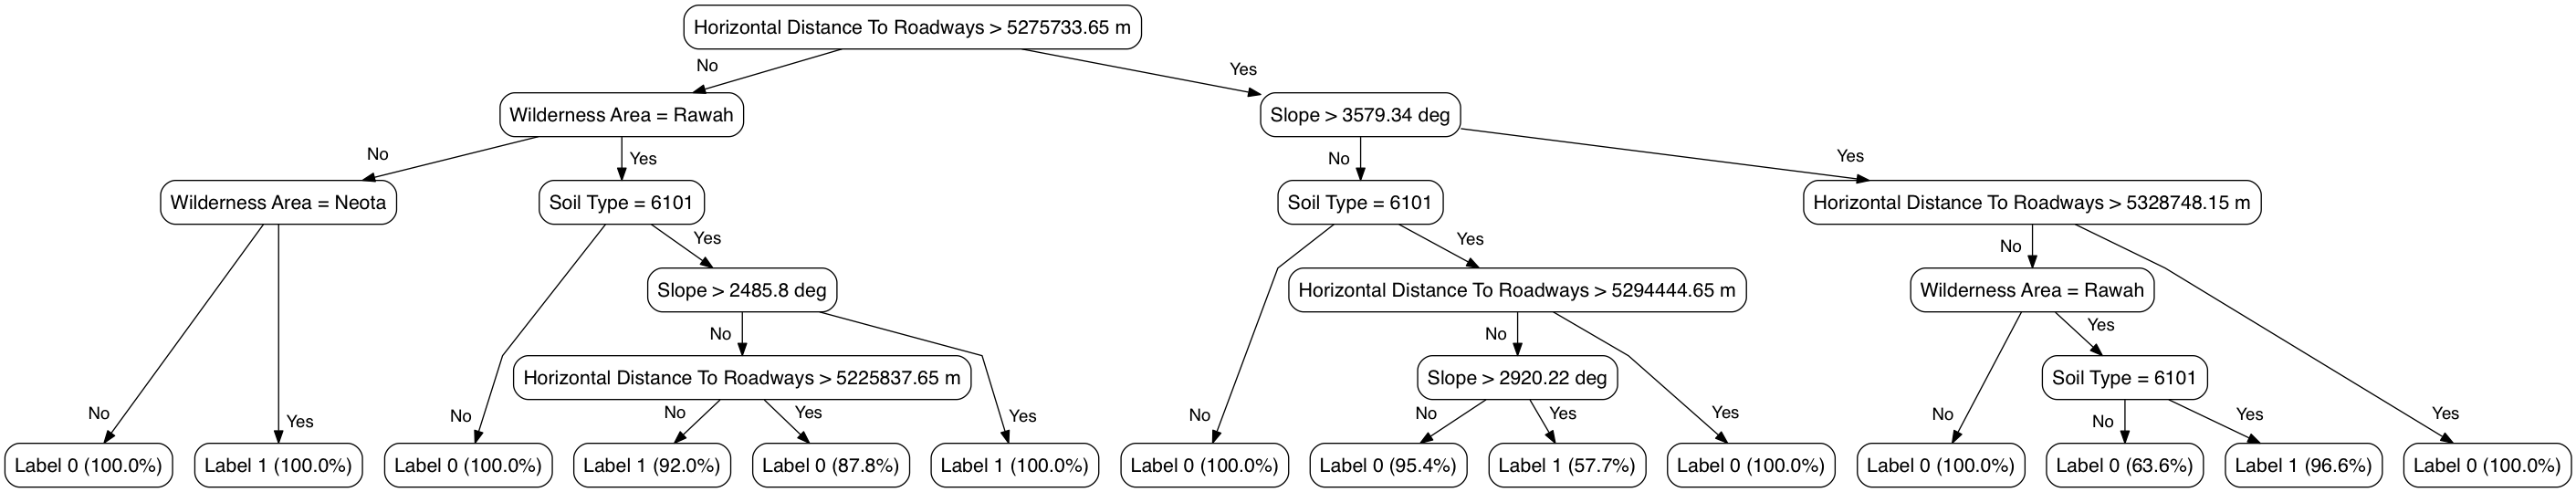 Horizontal Distance To Roadways > 5275733.65 m
No
Yes
Wilderness Area = Rawah
Slope > 3579.34 deg
No
Yes
No
Yes
Wilderness Area = Neota
Soil Type = 6101
Soil Type = 6101
Horizontal Distance To Roadways > 5328748.15 m
Yes
Yes
No
Slope > 2485.8 deg
Horizontal Distance To Roadways > 5294444.65 m
Wilderness Area = Rawah
No
No
Yes
Horizontal Distance To Roadways > 5225837.65 m
Slope > 2920.22 deg
Soil Type = 6101
No
Yes
No
No
Yes
Yes
No
No
Yes
Yes
No
No
Yes
Yes
Label 0 (100.0%)
Label 1 (100.0%)
Label 0 (100.0%)
Label 1 (92.0%)
Label 0 (87.8%)
Label 1 (100.0%)
Label 0 (100.0%)
Label 0 (95.4%)
Label 1 (57.7%)
Label 0 (100.0%)
Label 0 (100.0%)
Label 0 (63.6%)
Label 1 (96.6%)
Label 0 (100.0%)